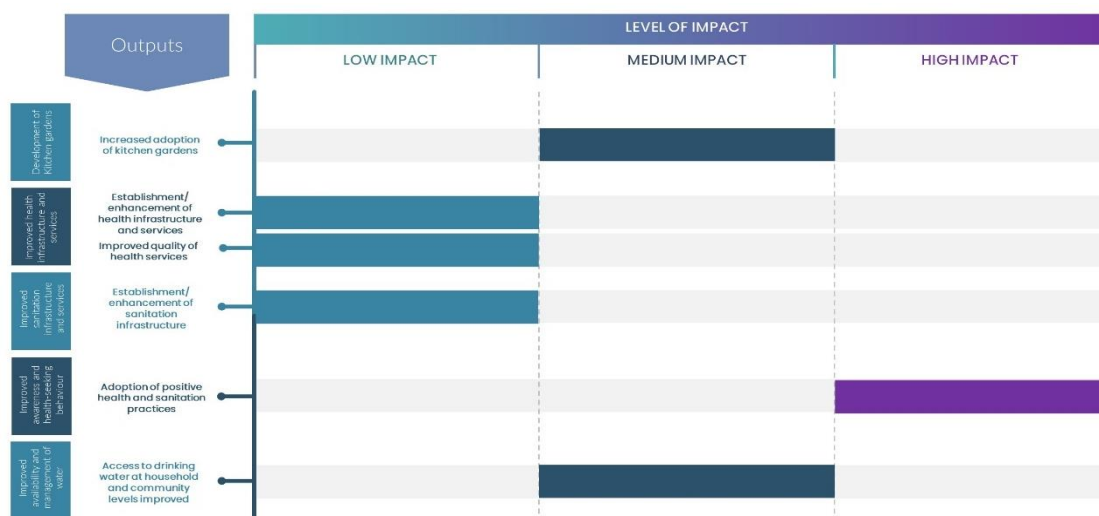 Outputs
LEVEL OF IMPACT
LOW IMPACT
MEDIUM IMPACT
HIGH IMPACT
Development of
Kitchen gardens
Increased adoption
of kitchen gardens
Improved health
infrastructure and
services
Establishment/
enhancement of
health infrastructure
and services
Improved quality of
health services
Improved
sanitation
infrastructure
and services
Establishment/
enhancement of
sanitation
infrastructure
Improved
awareness and
health-seeking
behaviour
Adoption of positive
health and sanitation
practices
Improved
availability and
management of
water
Access to drinking
water at household
and community
levels improved